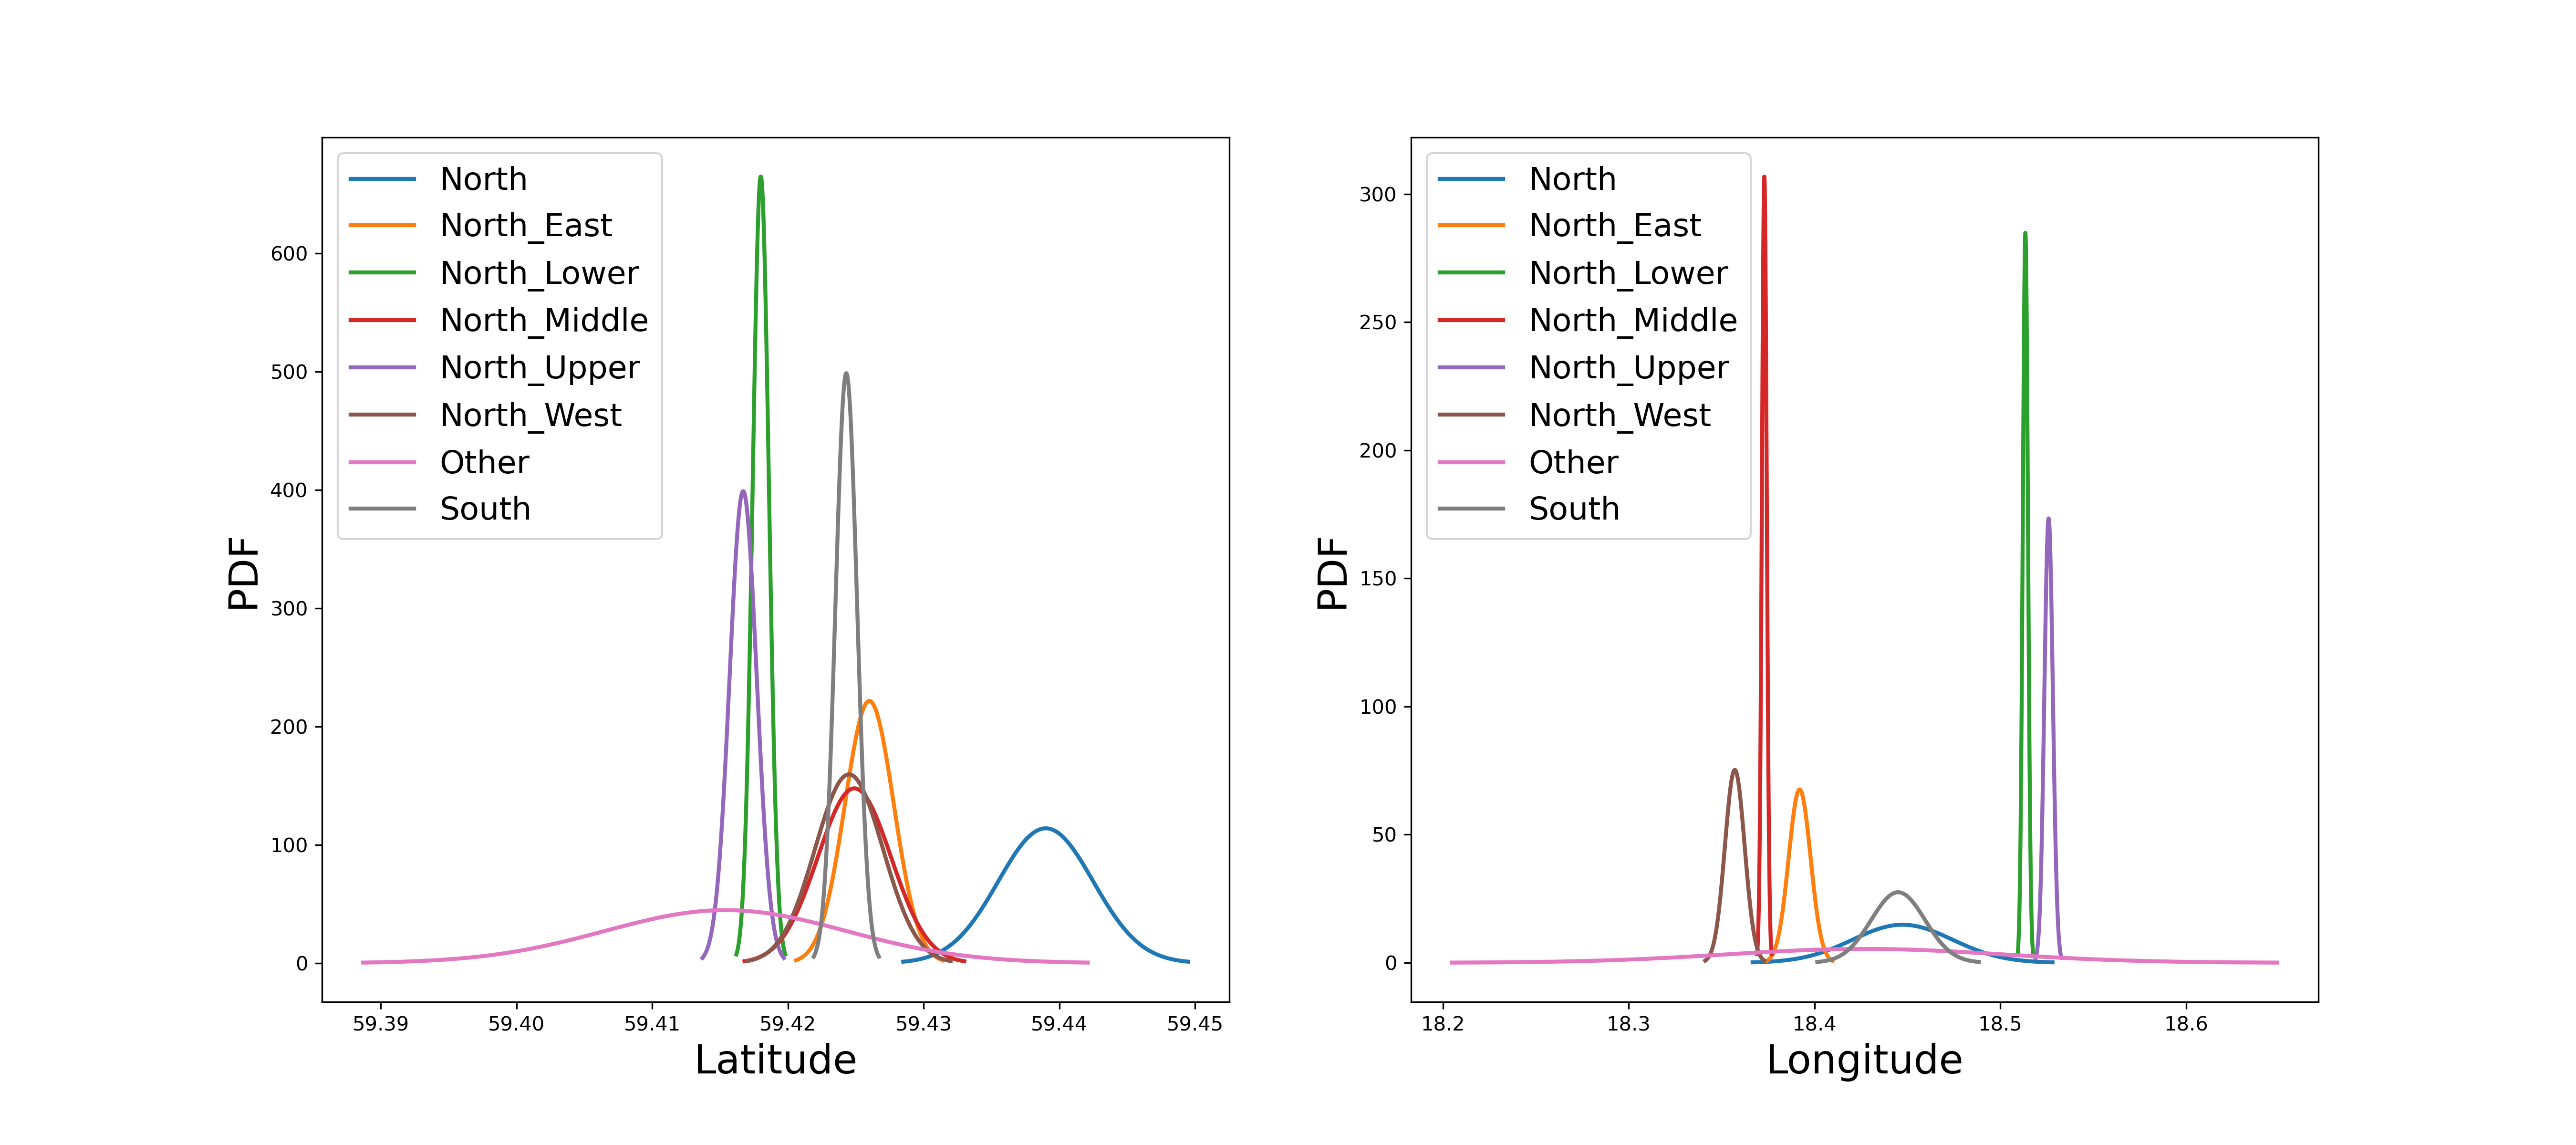 North
North_East
North_Lower
North_Middle
North_Upper
North_West
Other
South
600
500
400
300
200
100
0
PDF
59.39 59.40 59.41 59.42 59.43 59.44 59.45
Latitude
North
North_East
North_Lower
North_Middle
North_Upper
North_West
Other
South
300
250
200
150
100
50
0
PDF
18.2 18.3 18.4 18.5 18.6
Longitude